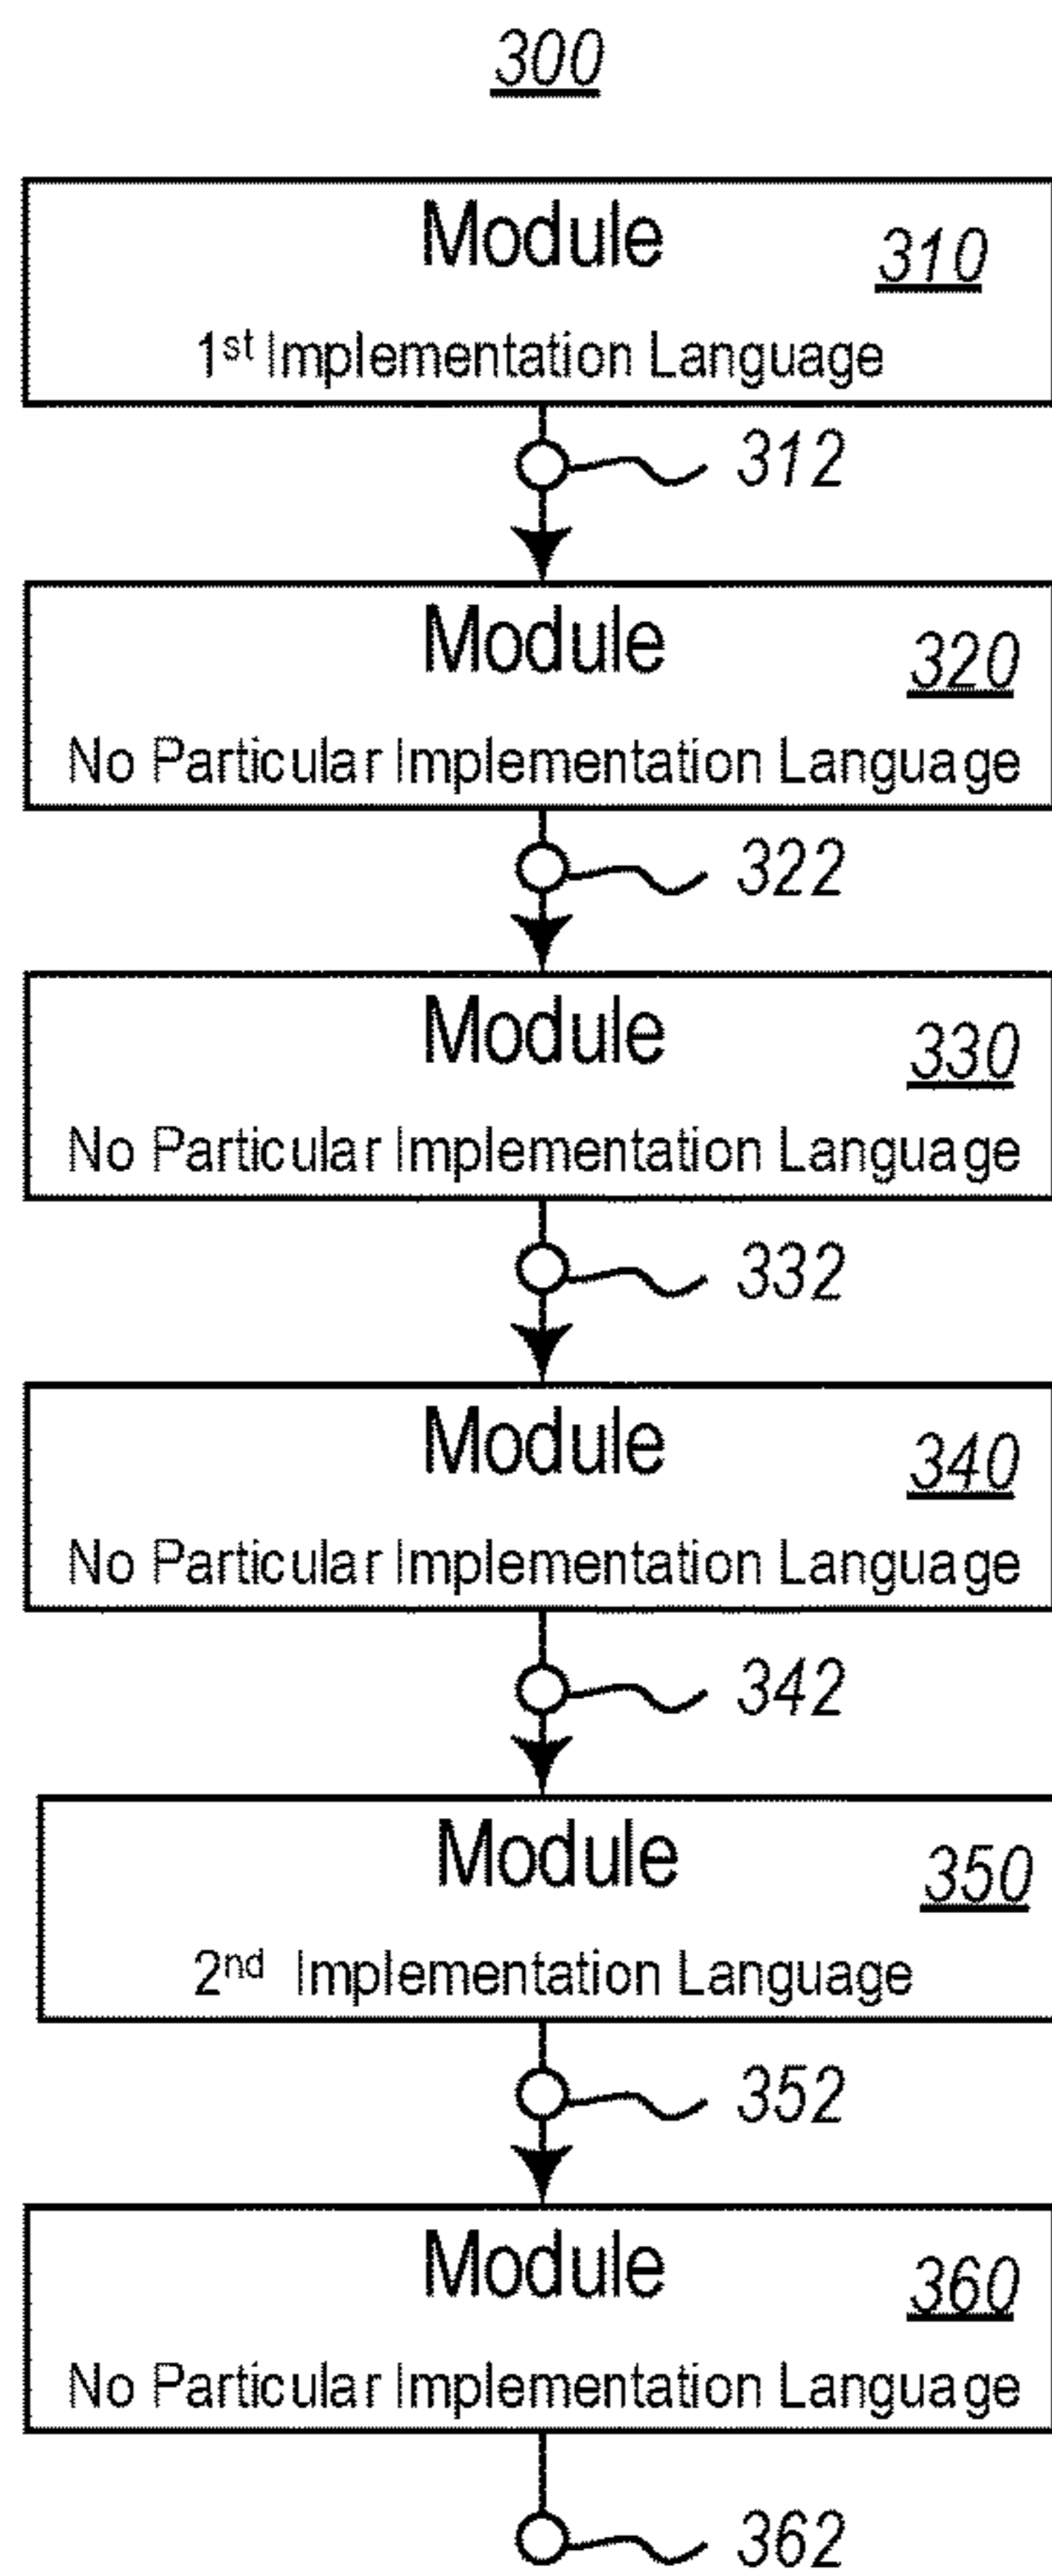 300
Module
310
1st Implementation Language
312
Module
320
No Particular Implementation Language
322
Module
330
No Particular Implementation Language
332
Module
340
No Particular Implementation Language
342
Module
350
2nd Implementation Language
352
Module
360
No Particular Implementation Language
362